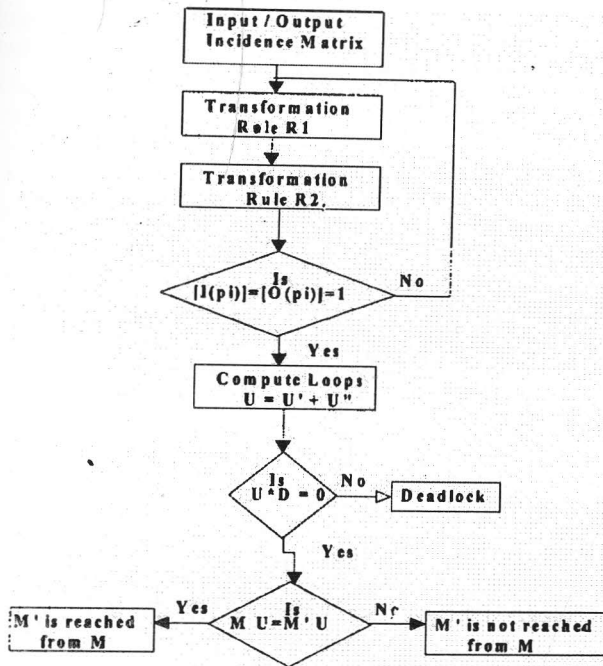 Input / Output
Incidence Matrix
Transformation
Rule R1
Transformation
Rule R2,
Is
|I(pi)|=|O(pi)|=1
No
Yes
Compute Loops
U = U' + U"
Is
U*D = 0
No
Deadlock
Yes
Is
M U=M' U
Yes
No
M' is reached
from M
M' is not reached
from M